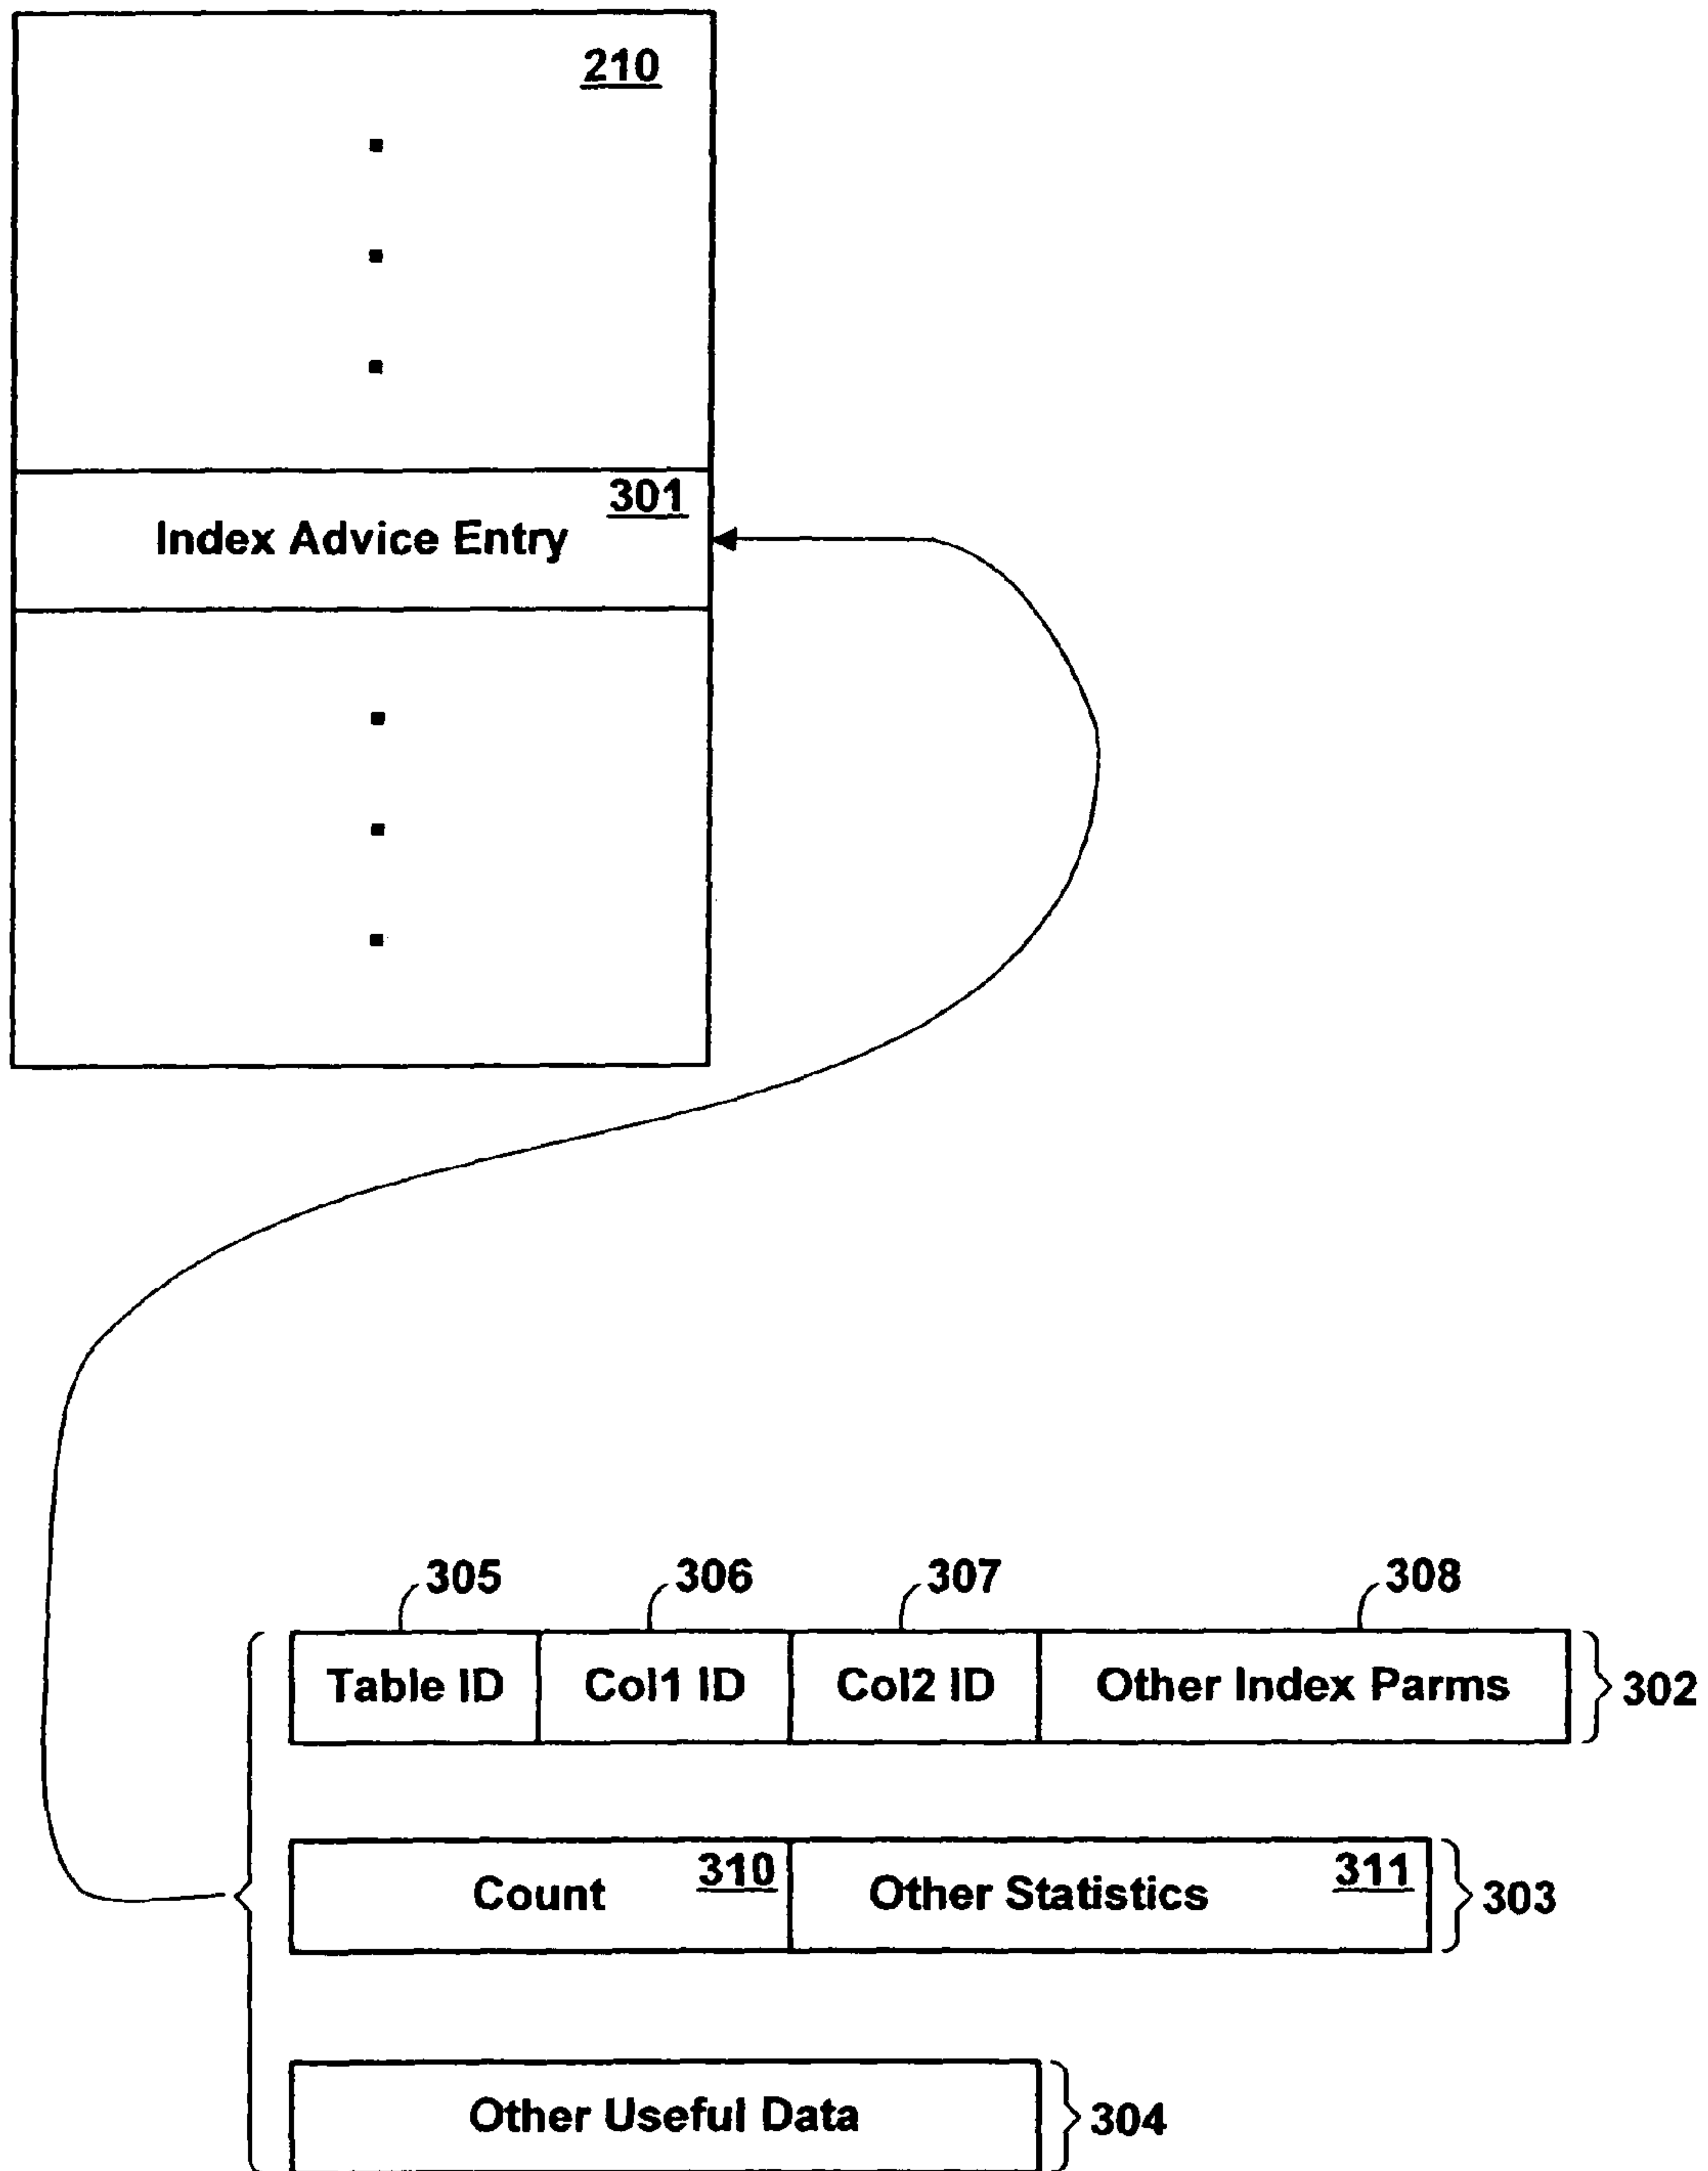 210
301
Index Advice Entry
305 306 307 308
Table ID Col1 ID Col2 ID Other Index Parms 302
Count 310 Other Statistics 311 303
Other Useful Data 304